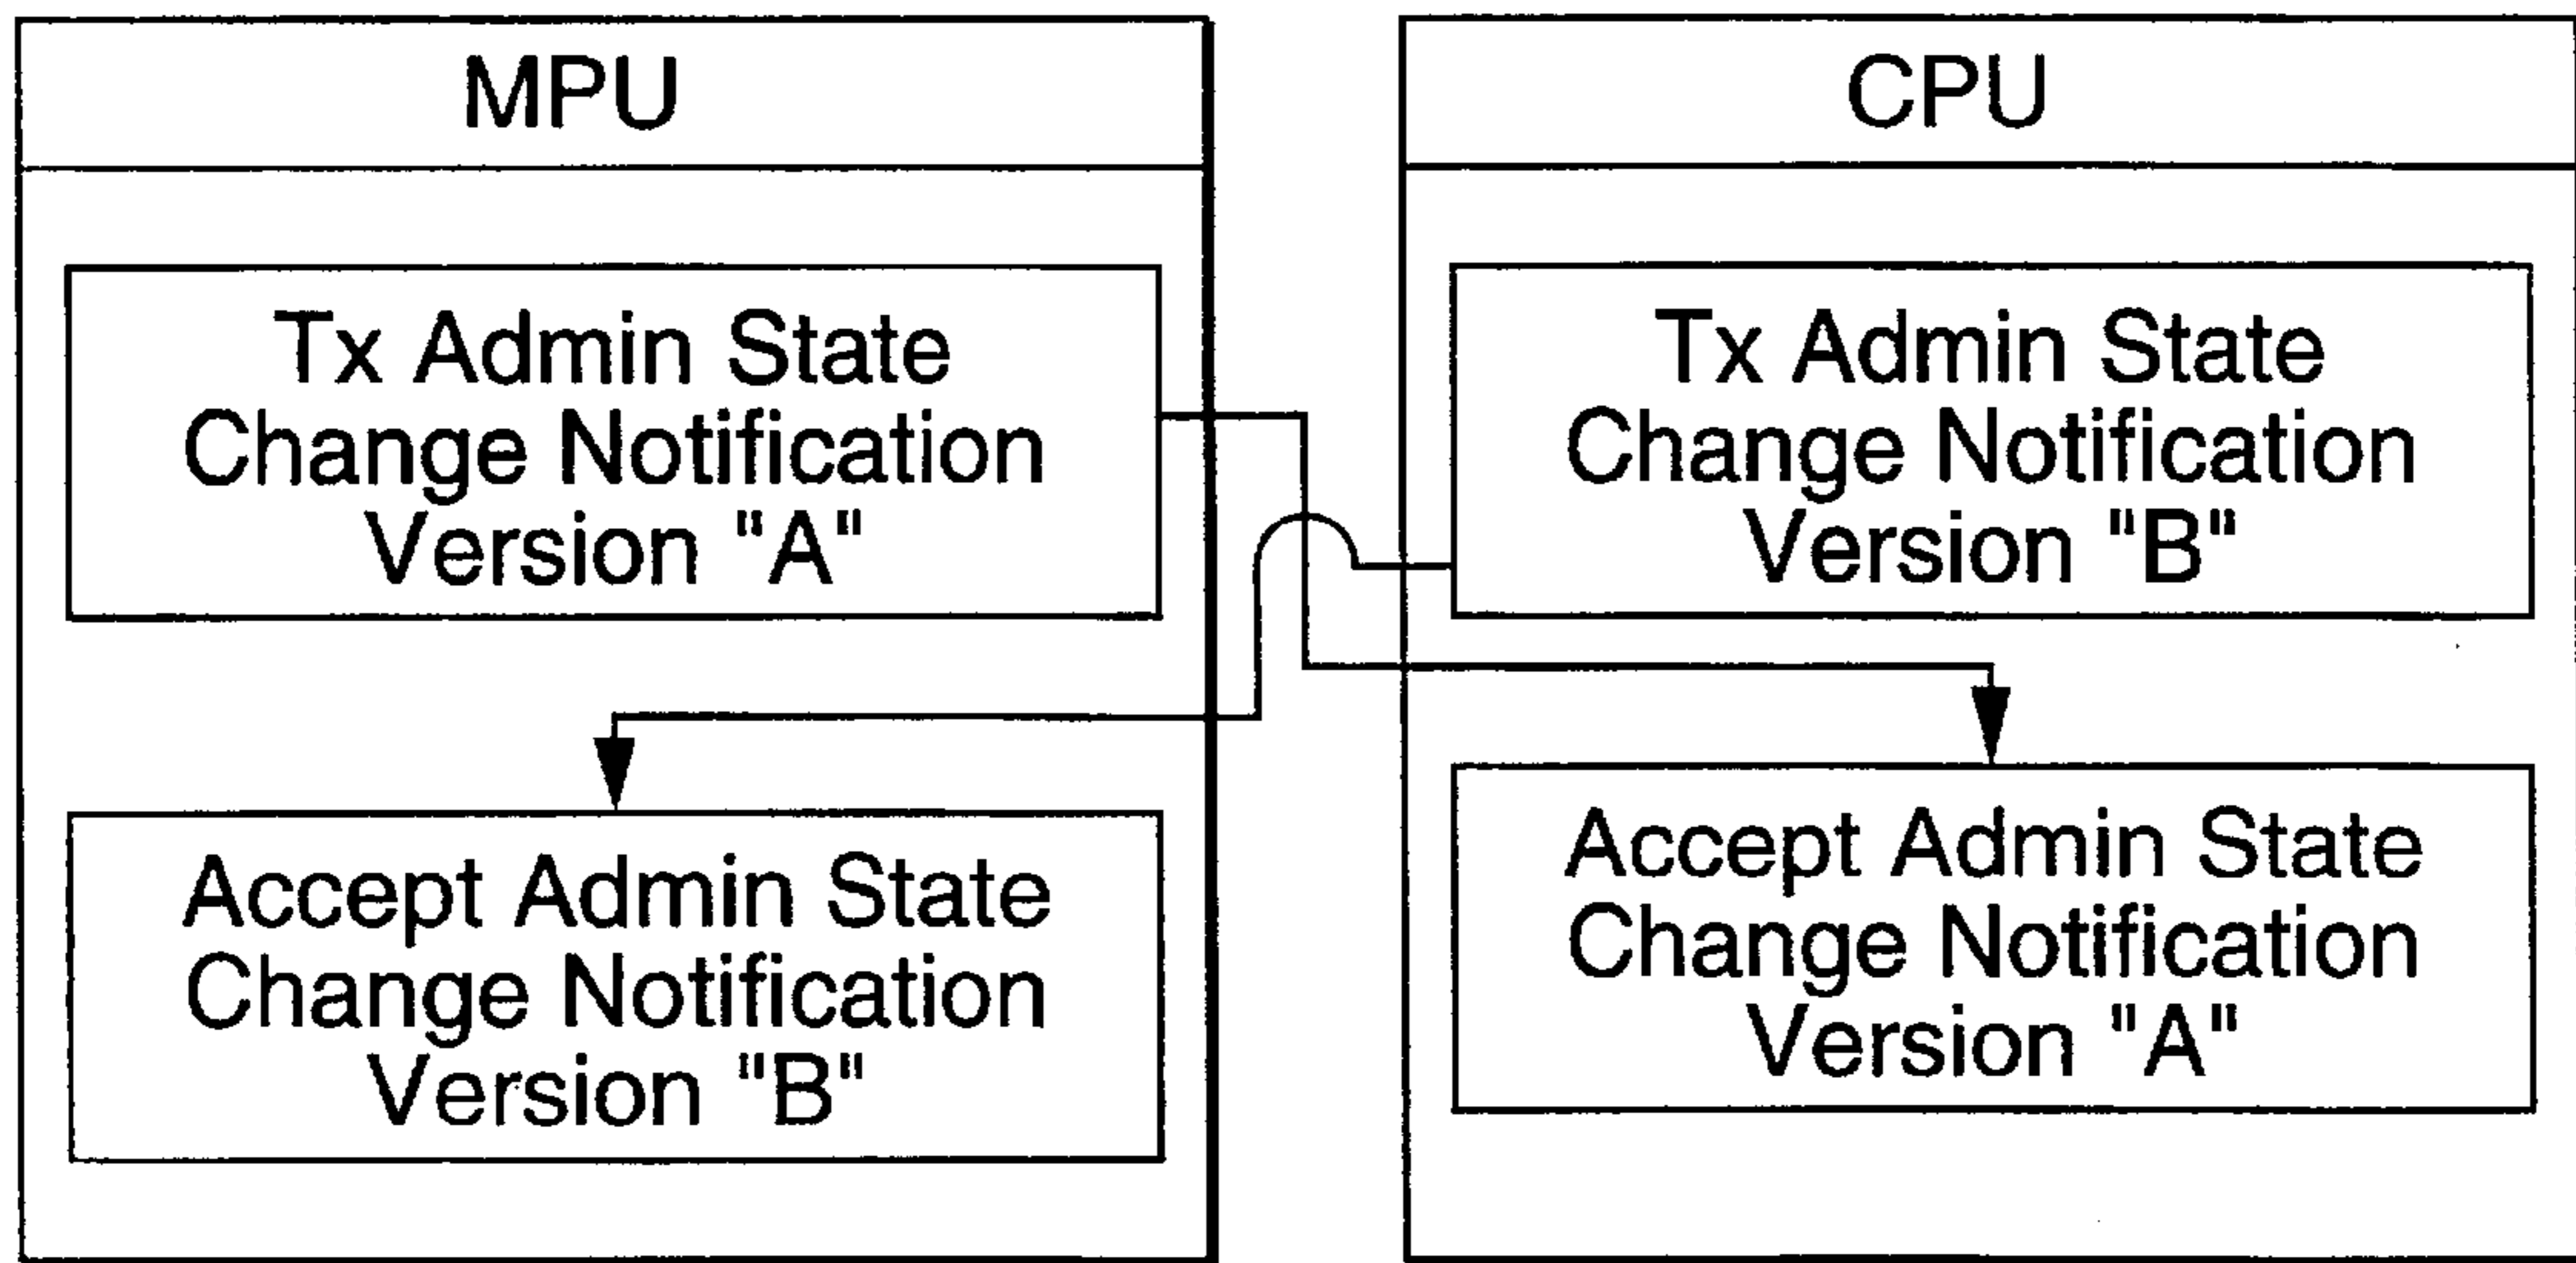 MPU
Tx Admin State
Change Notification
Version "A"
Accept Admin State
Change Notification
Version "B"
CPU
Tx Admin State
Change Notification
Version "B"
Accept Admin State
Change Notification
Version "A"